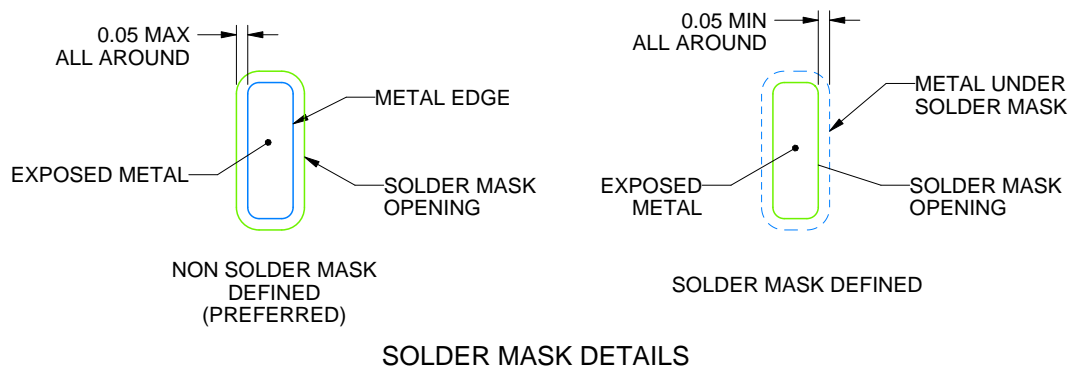 0.05 MAX
ALL AROUND
METAL EDGE
EXPOSED METAL
SOLDER MASK
OPENING
NON SOLDER MASK
DEFINED
(PREFERRED)
0.05 MIN
ALL AROUND
METAL UNDER
SOLDER MASK
EXPOSED
METAL
SOLDER MASK
OPENING
SOLDER MASK DEFINED
SOLDER MASK DETAILS